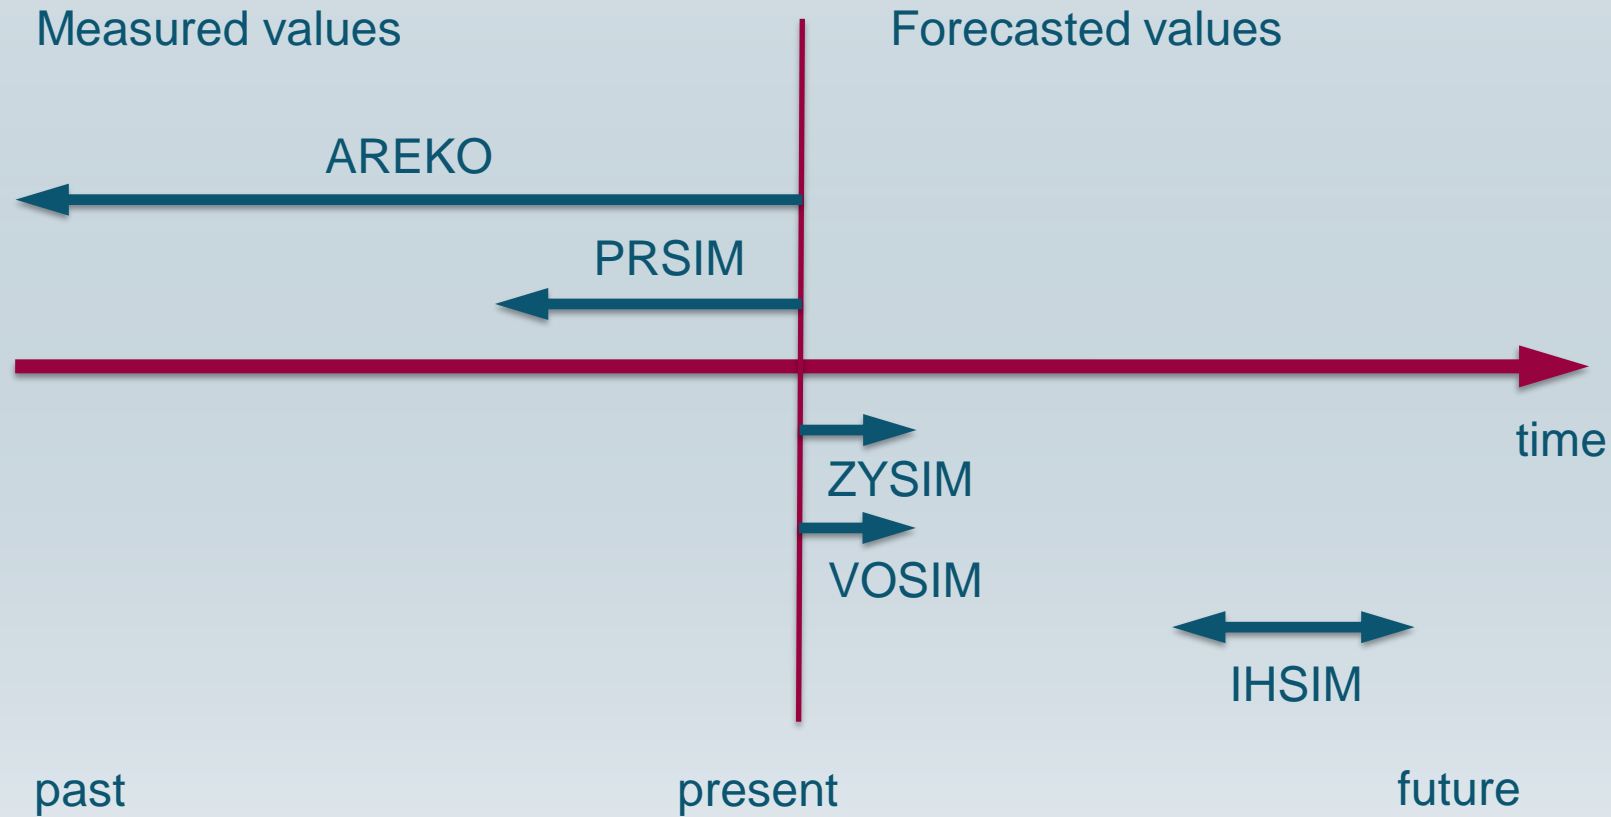 Measured values
Forecasted values
AREKO
PRSIM
time
ZYSIM
VOSIM
IHSIM
past
present
future